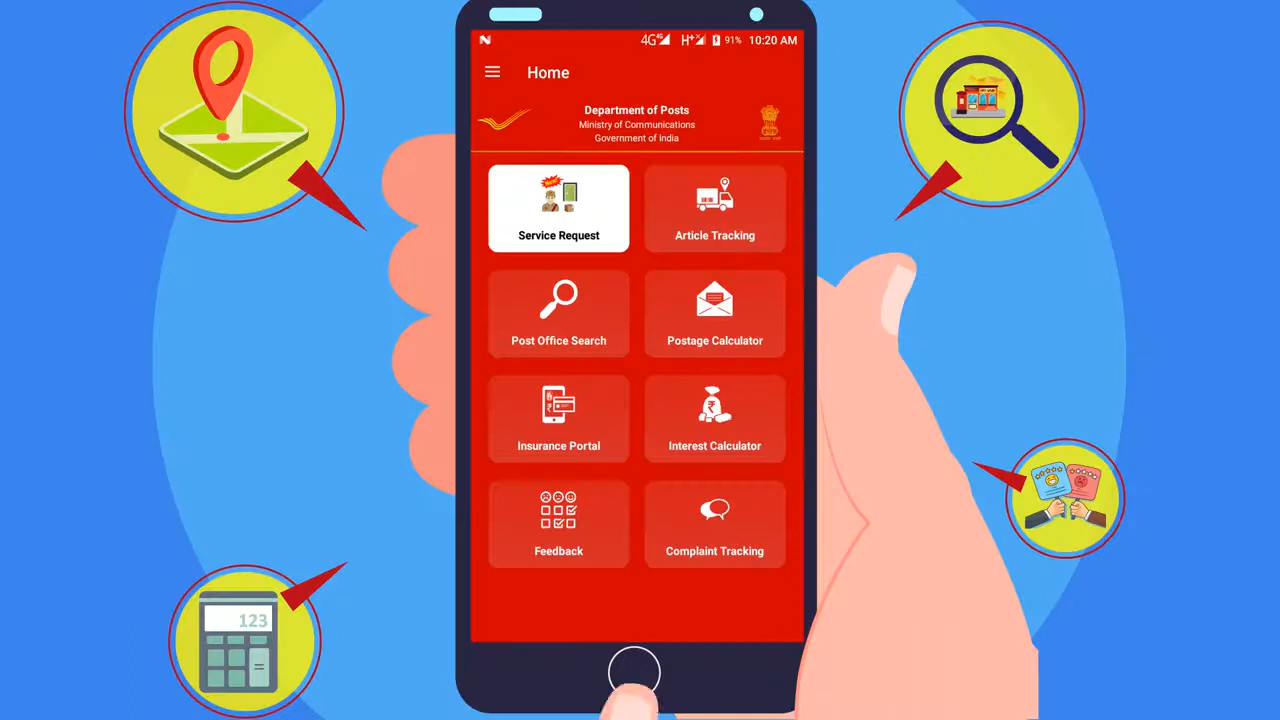 4G 4G H+ 91% 10:20 AM
Home
Department of Posts
Ministry of Communications
Government of India
Service Request
Article Tracking
Post Office Search
Postage Calculator
Insurance Portal
Interest Calculator
Feedback
Complaint Tracking
123